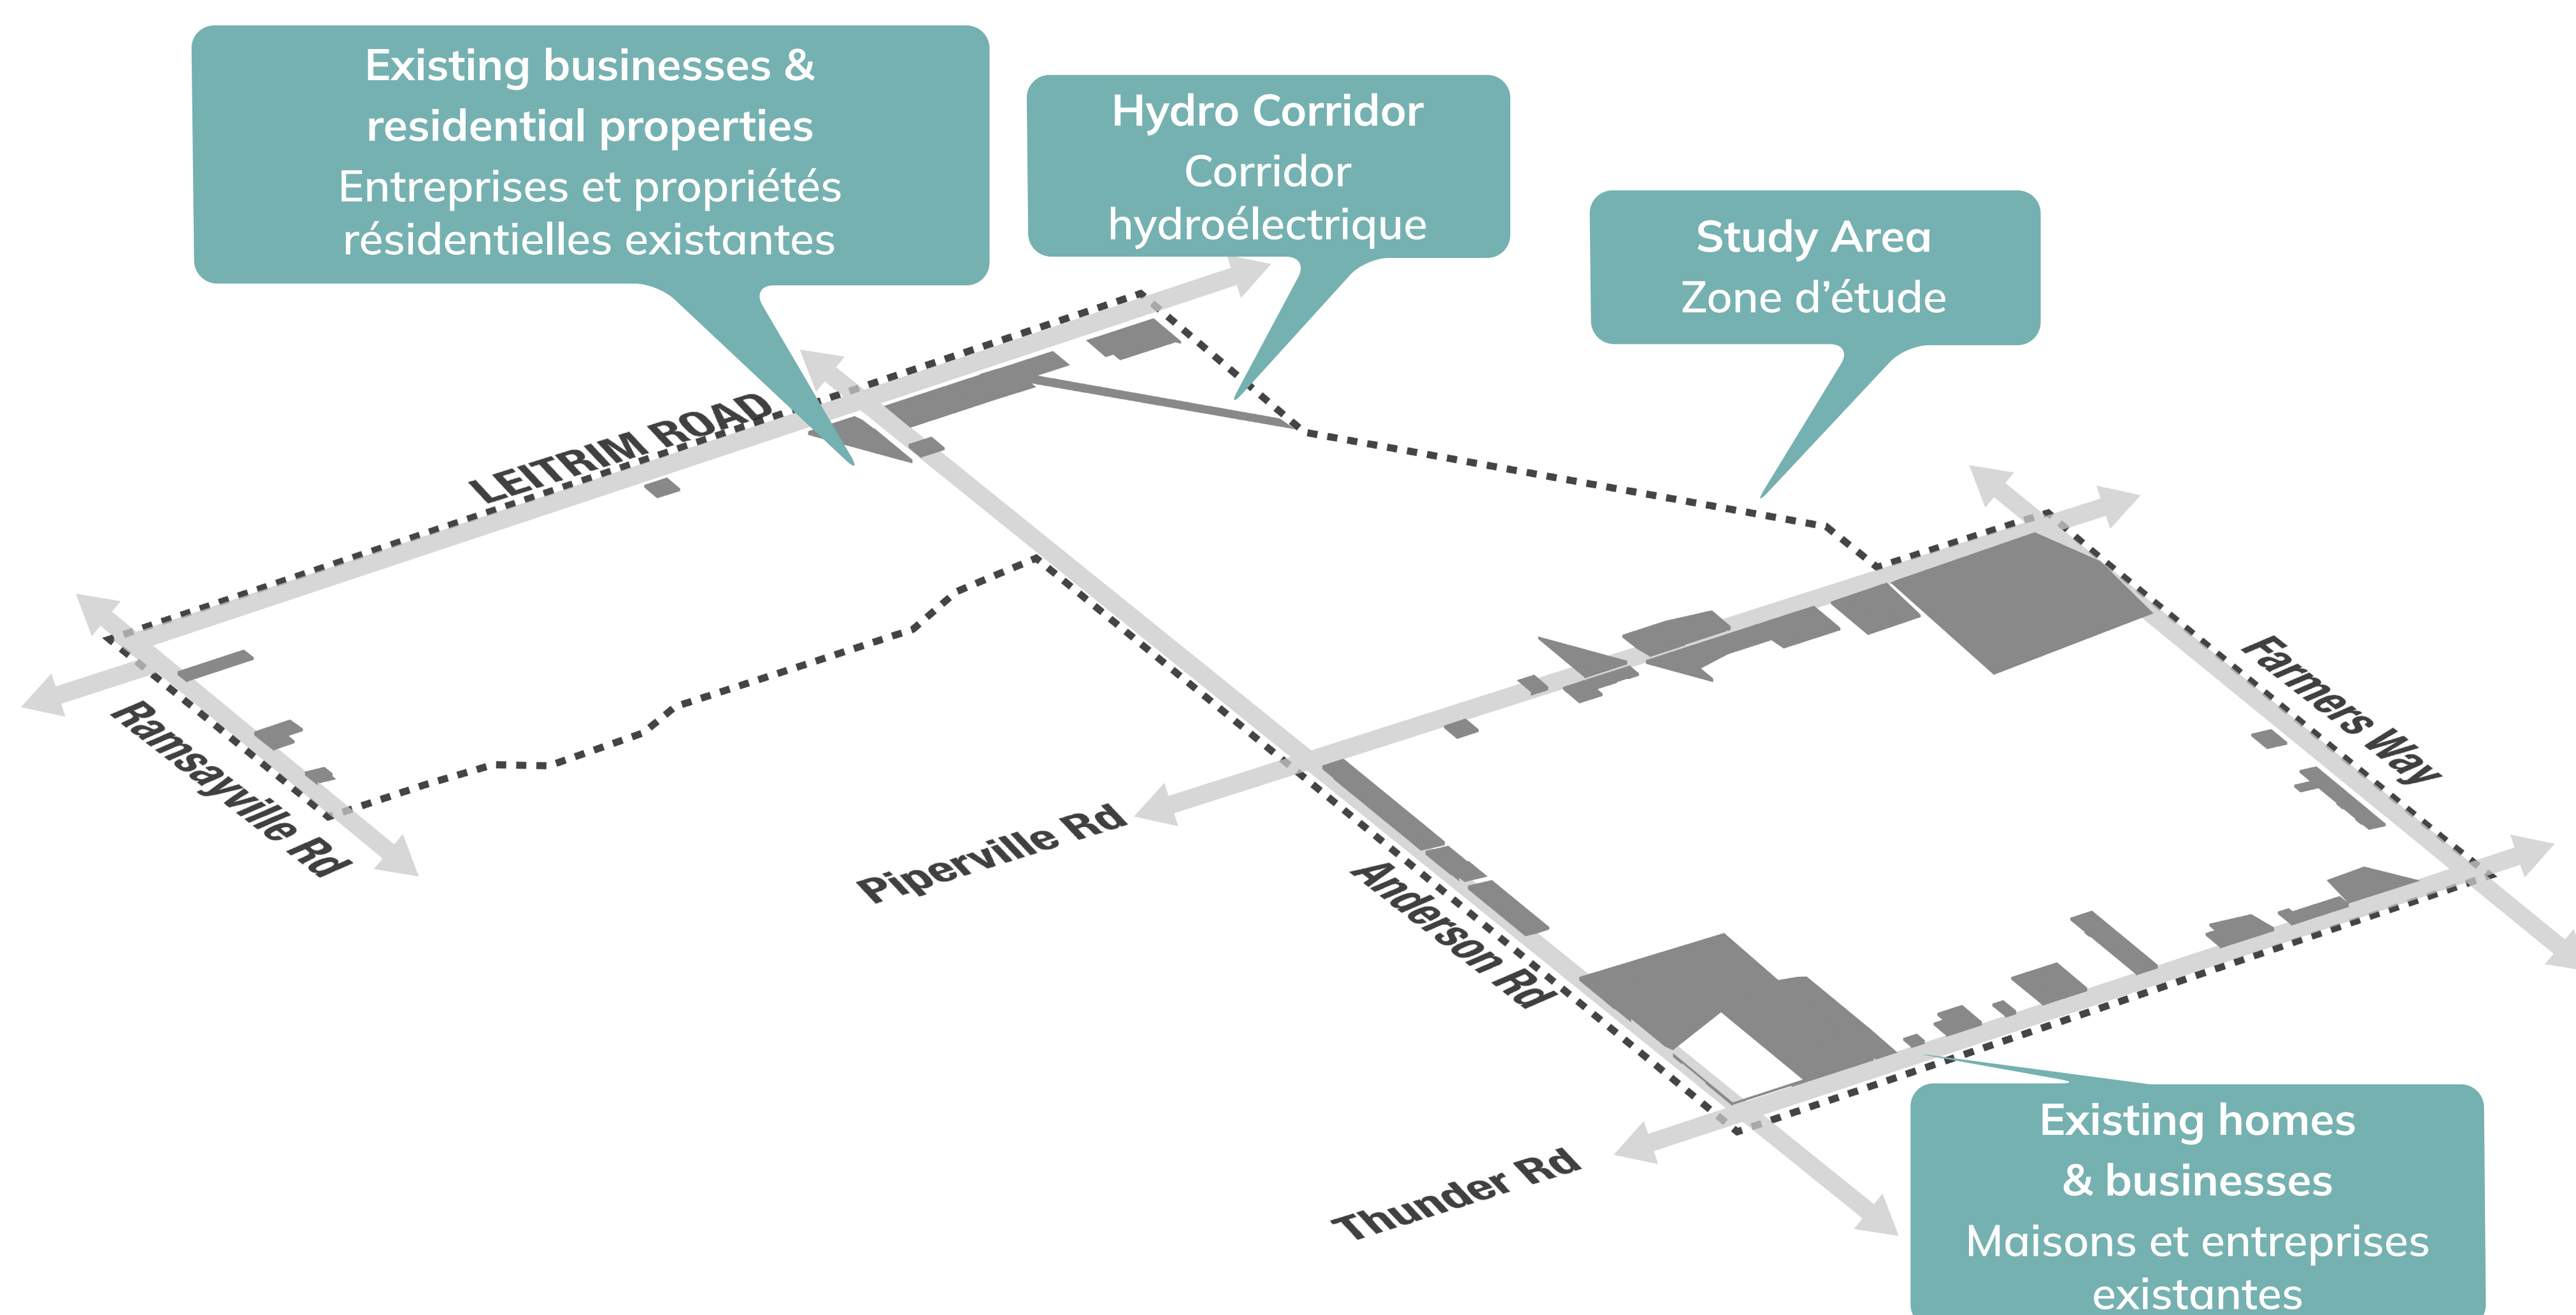 Existing businesses &
residential properties
Entreprises et propriétés
résidentielles existantes
Hydro Corridor
Corridor
hydroélectrique
Study Area
Zone d’étude
LEITRIM ROAD
Ramsayville Rd
Piperville Rd
Anderson Rd
Farmers Way
Thunder Rd
Existing homes
& businesses
Maisons et entreprises
existantes